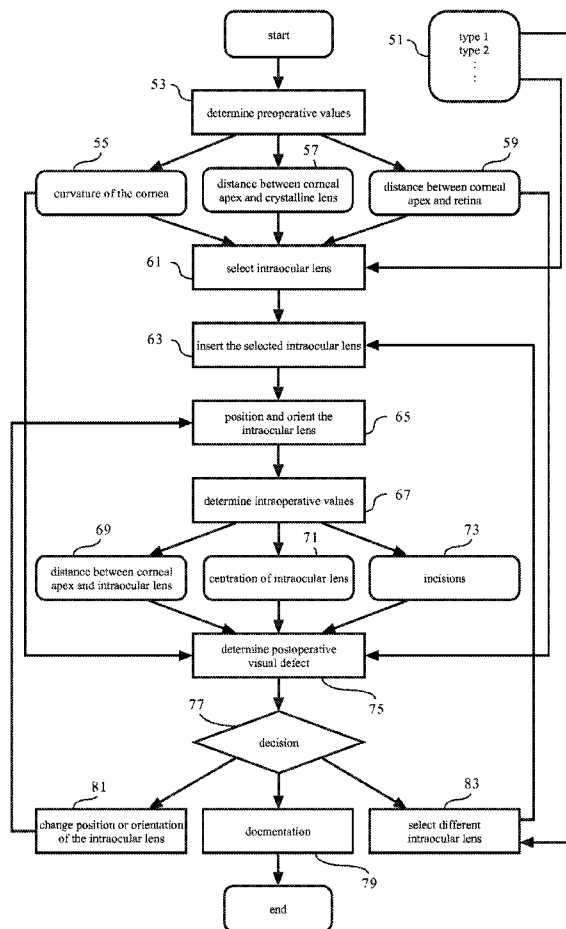 start
51
type 1
type 2
:
:
53
determine preoperative values
55
57
59
curvature of the cornea
distance between corneal
apex and crystalline lens
distance between corneal
apex and retina
61
select intraocular lens
63
insert the selected intraocular lens
position and orient the
intraocular lens
65
determine intraoperative values
67
69
71
73
distance between corneal
apex and intraocular lens
centration of intraocular lens
incisions
determine postoperative
visual defect
75
77
decision
81
83
change position or orientation
of the intraocular lens
docmentation
select different
intraocular lens
79
end